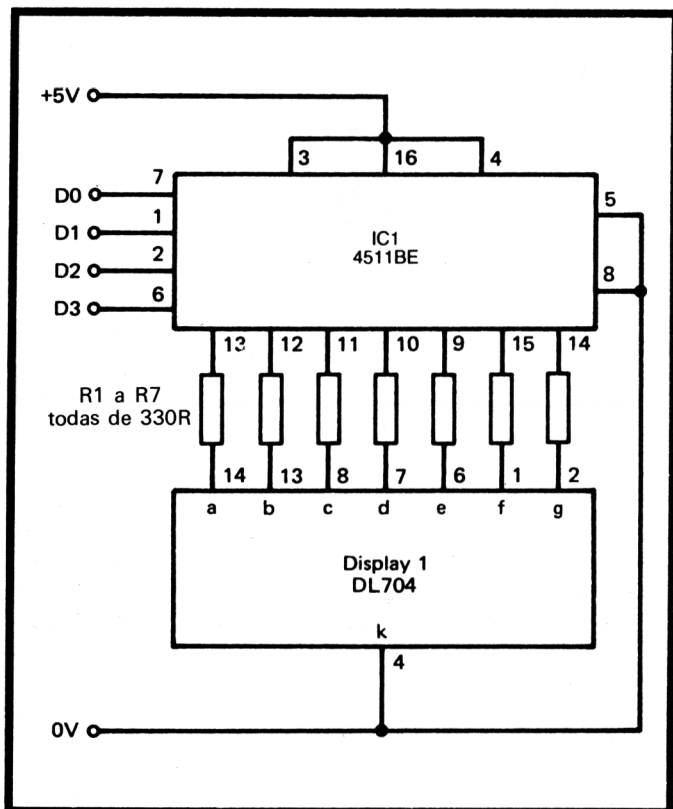 +5V
3 16 4
7
D0
5
1
D1
IC1
4511BE
2
D2
8
6
D3
13 12 11 10 9 15 14
R1 a R7
todas de 330R
14 13 8 7 6 1 2
a b c d e f g
Display 1
DL704
k
4
0V